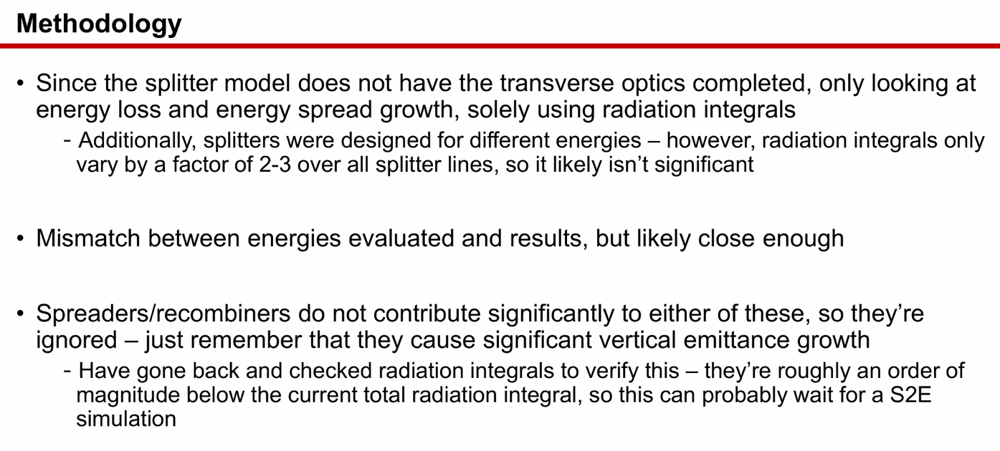 Methodology
• Since the splitter model does not have the transverse optics completed, only looking at
energy loss and energy spread growth, solely using radiation integrals
- Additionally, splitters were designed for different energies – however, radiation integrals only
vary by a factor of 2-3 over all splitter lines, so it likely isn’t significant
• Mismatch between energies evaluated and results, but likely close enough
• Spreaders/recombiners do not contribute significantly to either of these, so they’re
ignored – just remember that they cause significant vertical emittance growth
- Have gone back and checked radiation integrals to verify this – they’re roughly an order of
magnitude below the current total radiation integral, so this can probably wait for a S2E
simulation